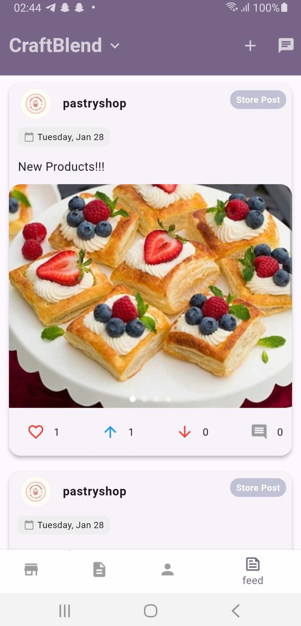 02:44 100%
CraftBlend
pastryshop
Store Post
Tuesday, Jan 28
New Products!!!
1 1 0 0
pastryshop
Store Post
Tuesday, Jan 28
feed